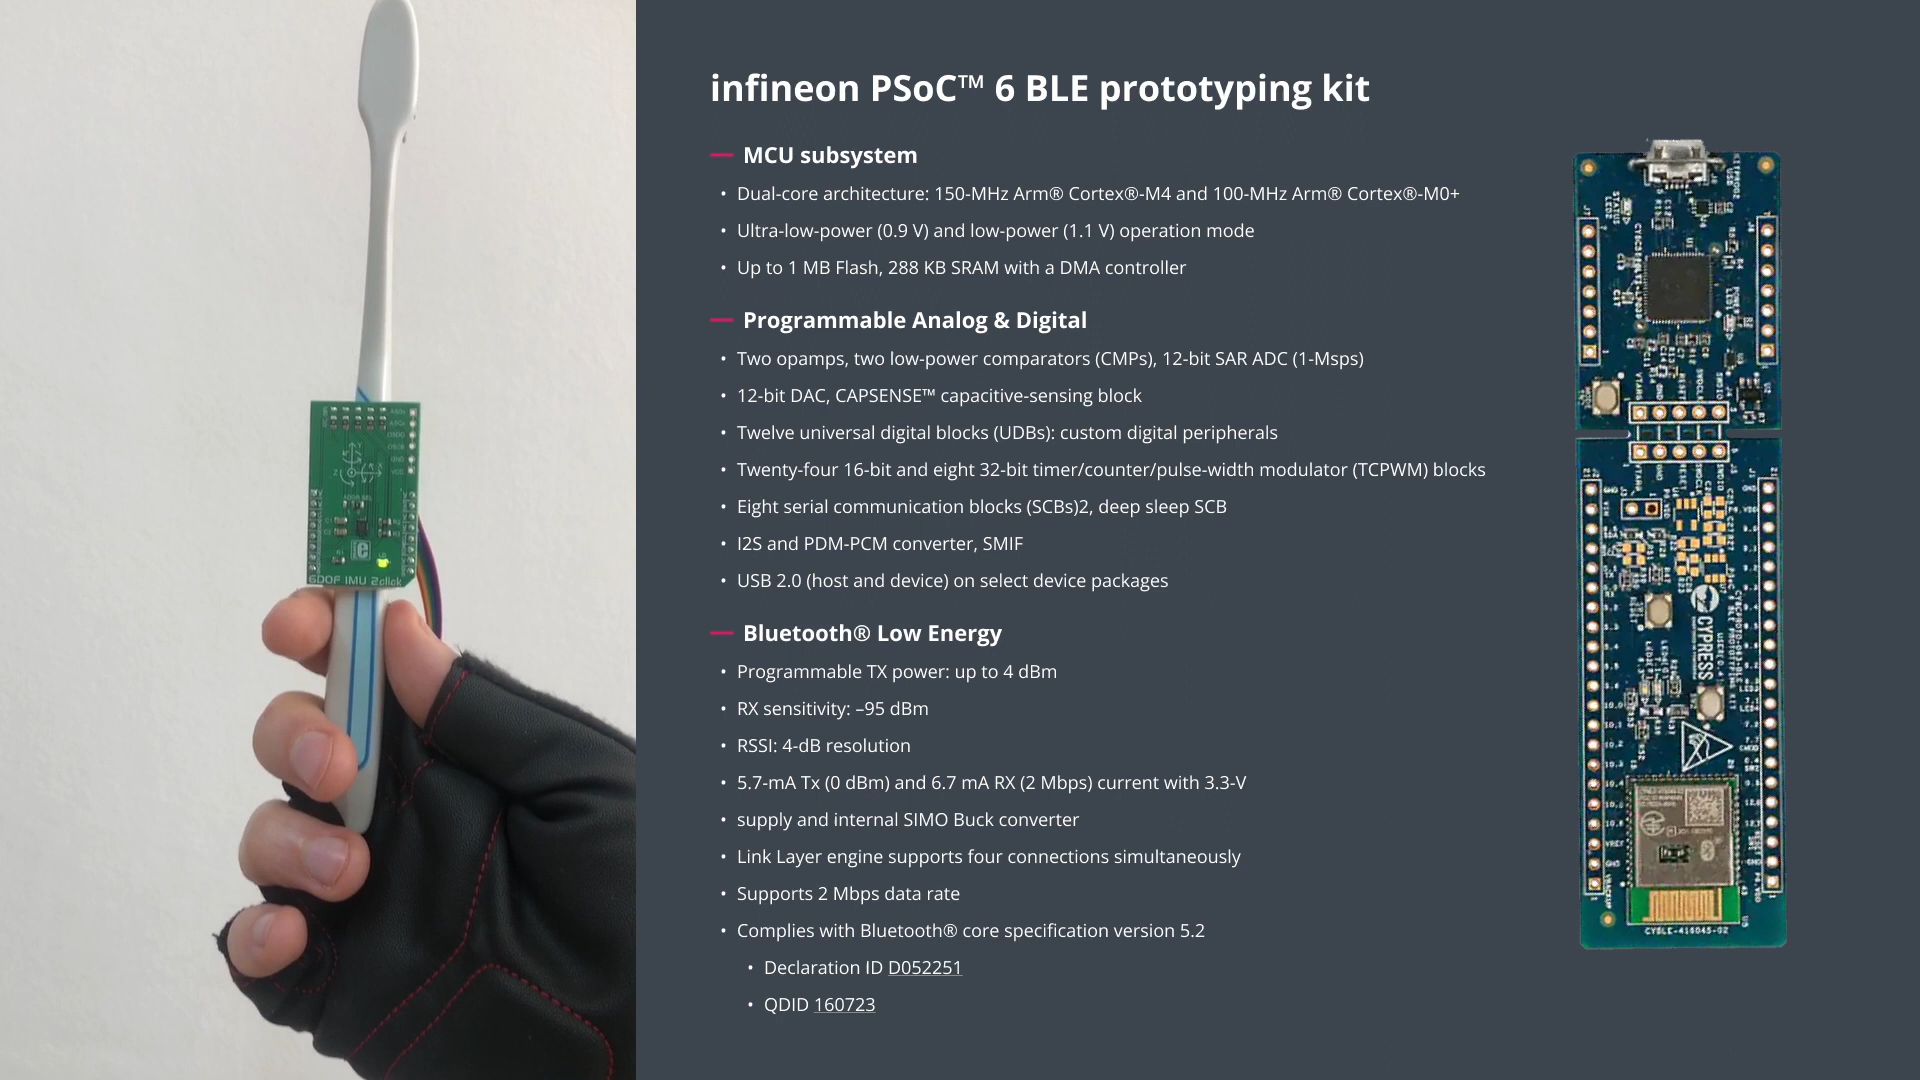 infineon PSoC™ 6 BLE prototyping kit
MCU subsystem
• Dual-core architecture: 150-MHz Arm® Cortex®-M4 and 100-MHz Arm® Cortex®-M0+
• Ultra-low-power (0.9 V) and low-power (1.1 V) operation mode
• Up to 1 MB Flash, 288 KB SRAM with a DMA controller
Programmable Analog & Digital
• Two opamps, two low-power comparators (CMPs), 12-bit SAR ADC (1-Msps)
• 12-bit DAC, CAPSENSE™ capacitive-sensing block
• Twelve universal digital blocks (UDBs): custom digital peripherals
• Twenty-four 16-bit and eight 32-bit timer/counter/pulse-width modulator (TCPWM) blocks
• Eight serial communication blocks (SCBs)2, deep sleep SCB
• I2S and PDM-PCM converter, SMIF
• USB 2.0 (host and device) on select device packages
Bluetooth® Low Energy
• Programmable TX power: up to 4 dBm
• RX sensitivity: –95 dBm
• RSSI: 4-dB resolution
• 5.7-mA Tx (0 dBm) and 6.7 mA RX (2 Mbps) current with 3.3-V
• supply and internal SIMO Buck converter
• Link Layer engine supports four connections simultaneously
• Supports 2 Mbps data rate
• Complies with Bluetooth® core specification version 5.2
• Declaration ID D052251
• QDID 160723
6DOF IMU 2click
CYPRESS
CYBLE-416045-02